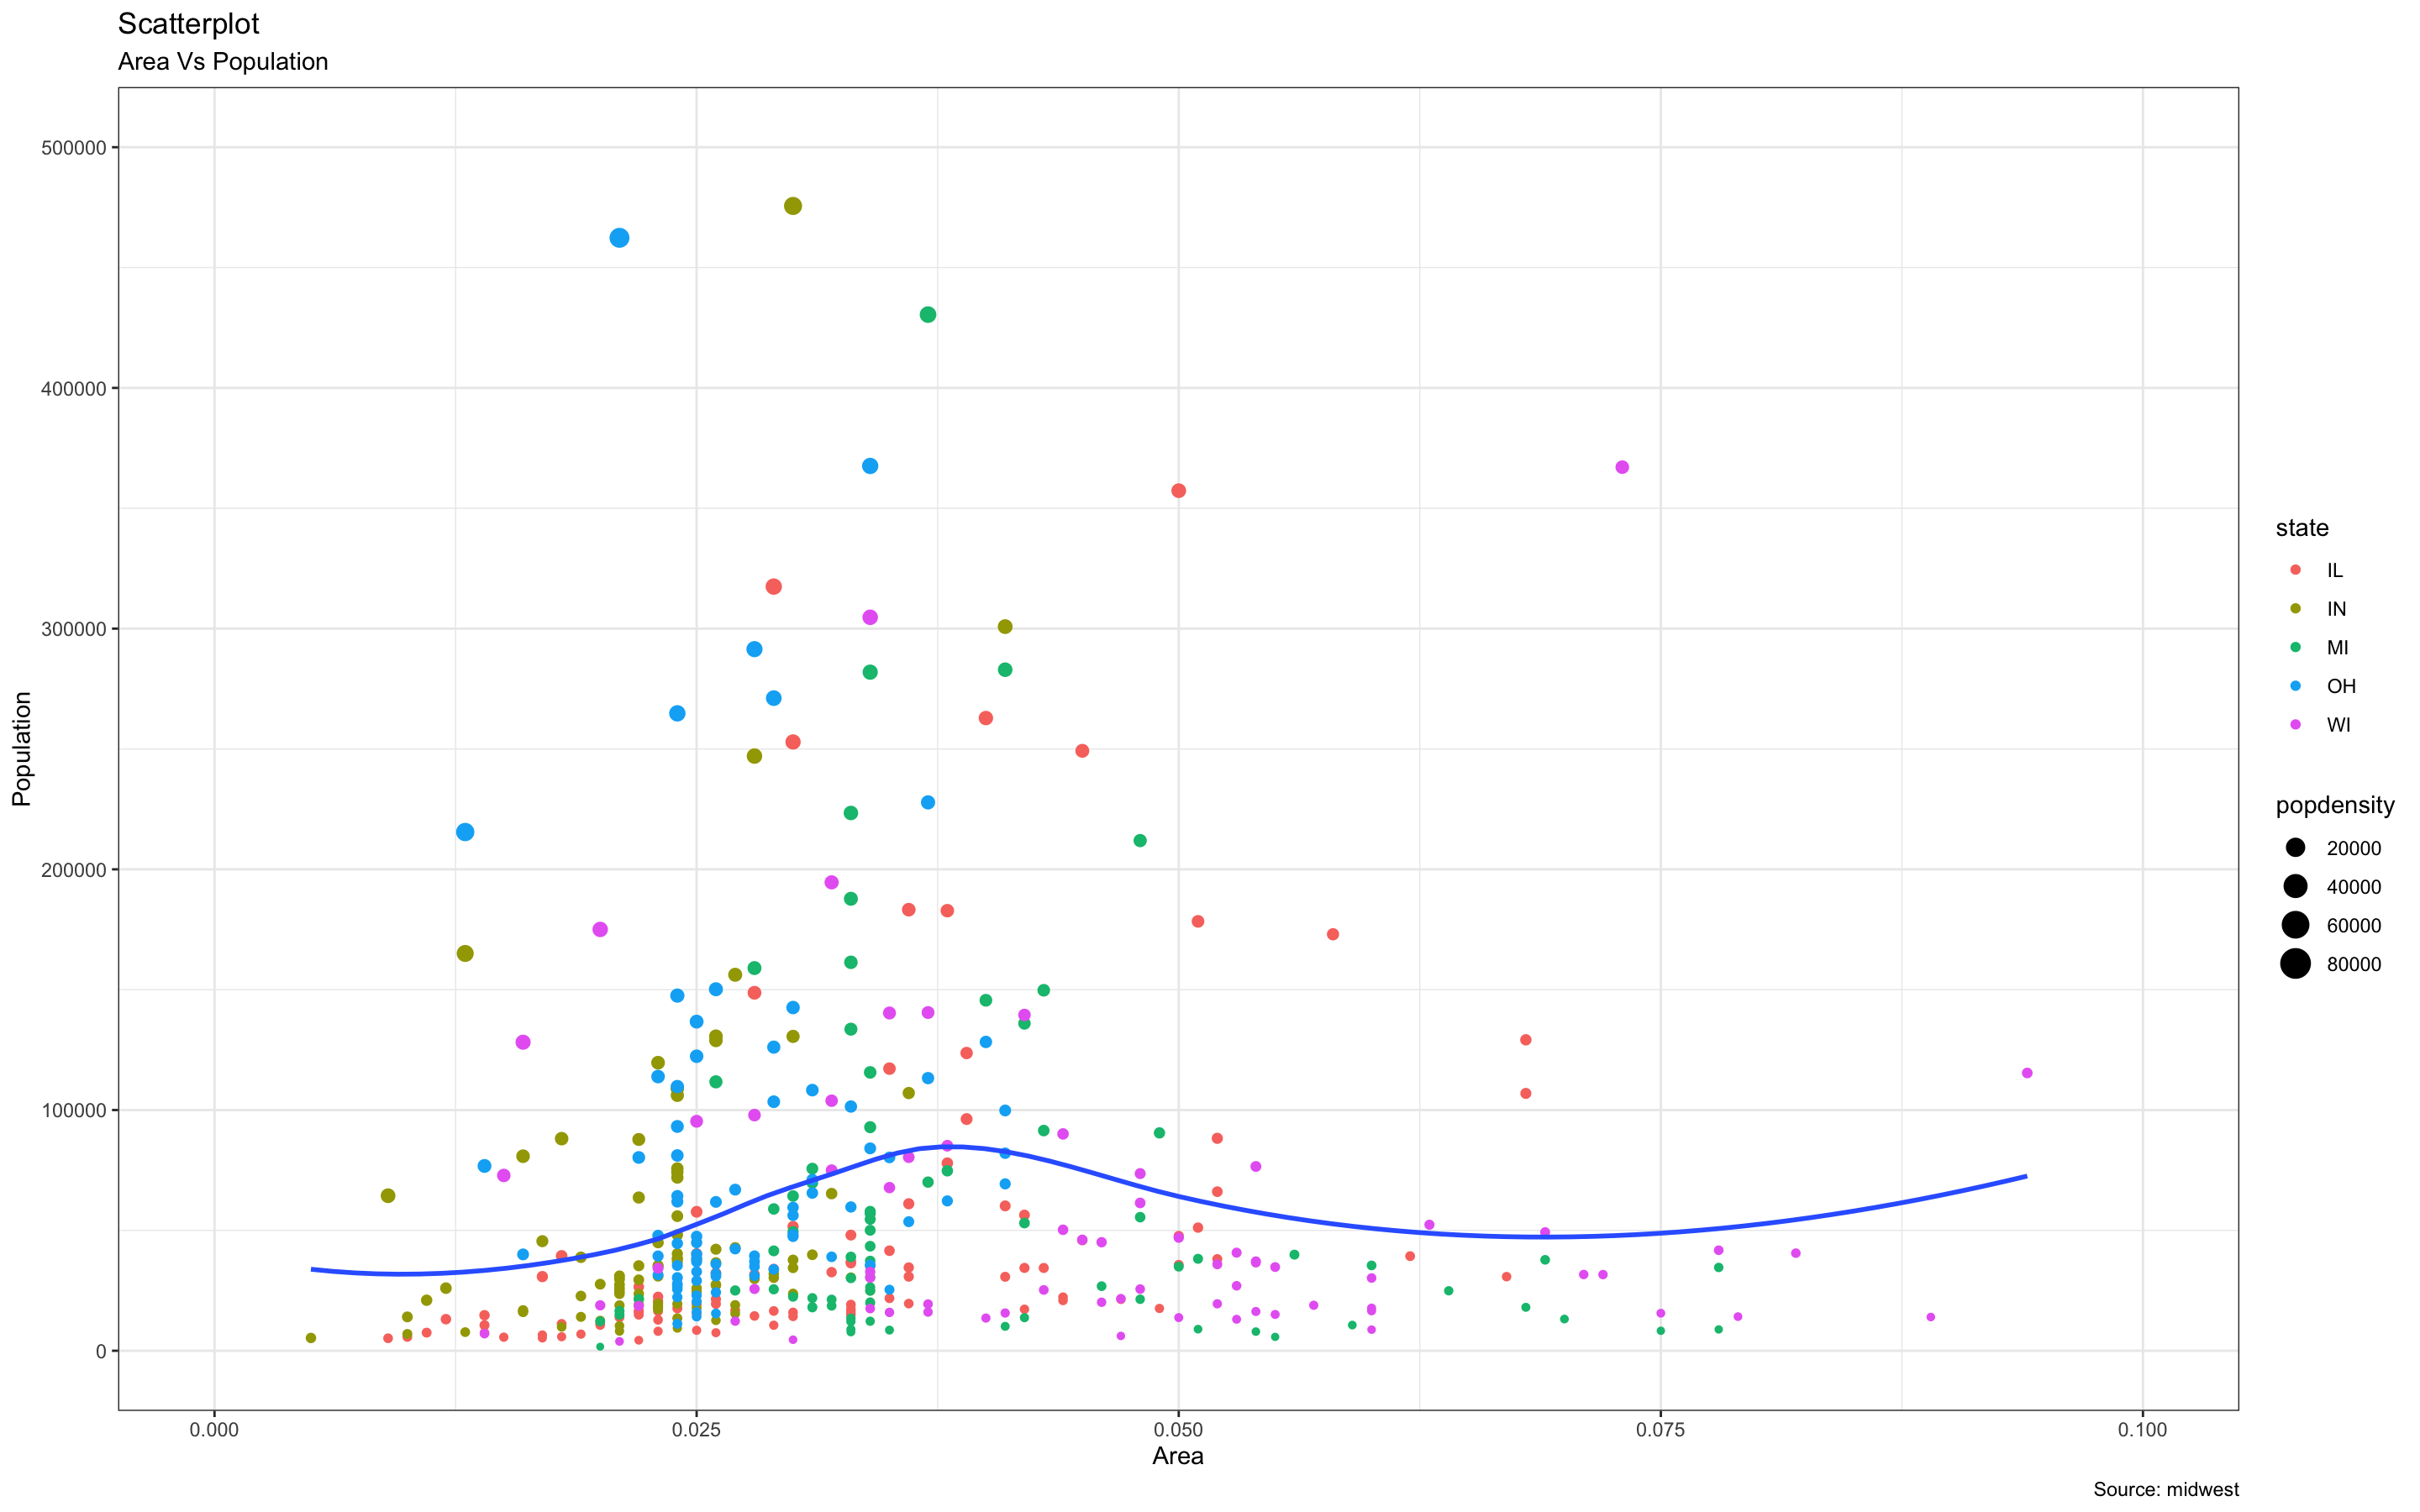 Scatterplot
Area Vs Population
Population
500000
400000
300000
200000
100000
0
0.000 0.025 0.050 0.075 0.100
Area
state
IL
IN
MI
OH
WI
popdensity
20000
40000
60000
80000
Source: midwest